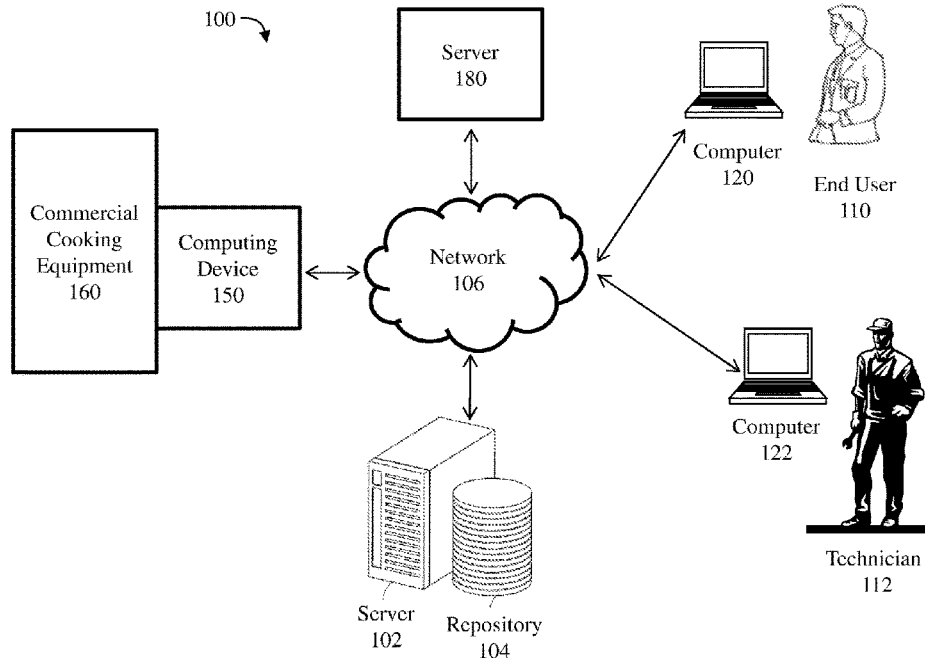 100
Server
180
Computer
120
End User
110
Commercial
Cooking
Equipment
160
Computing
Device
150
Network
106
Computer
122
Technician
112
Server
102
Repository
104